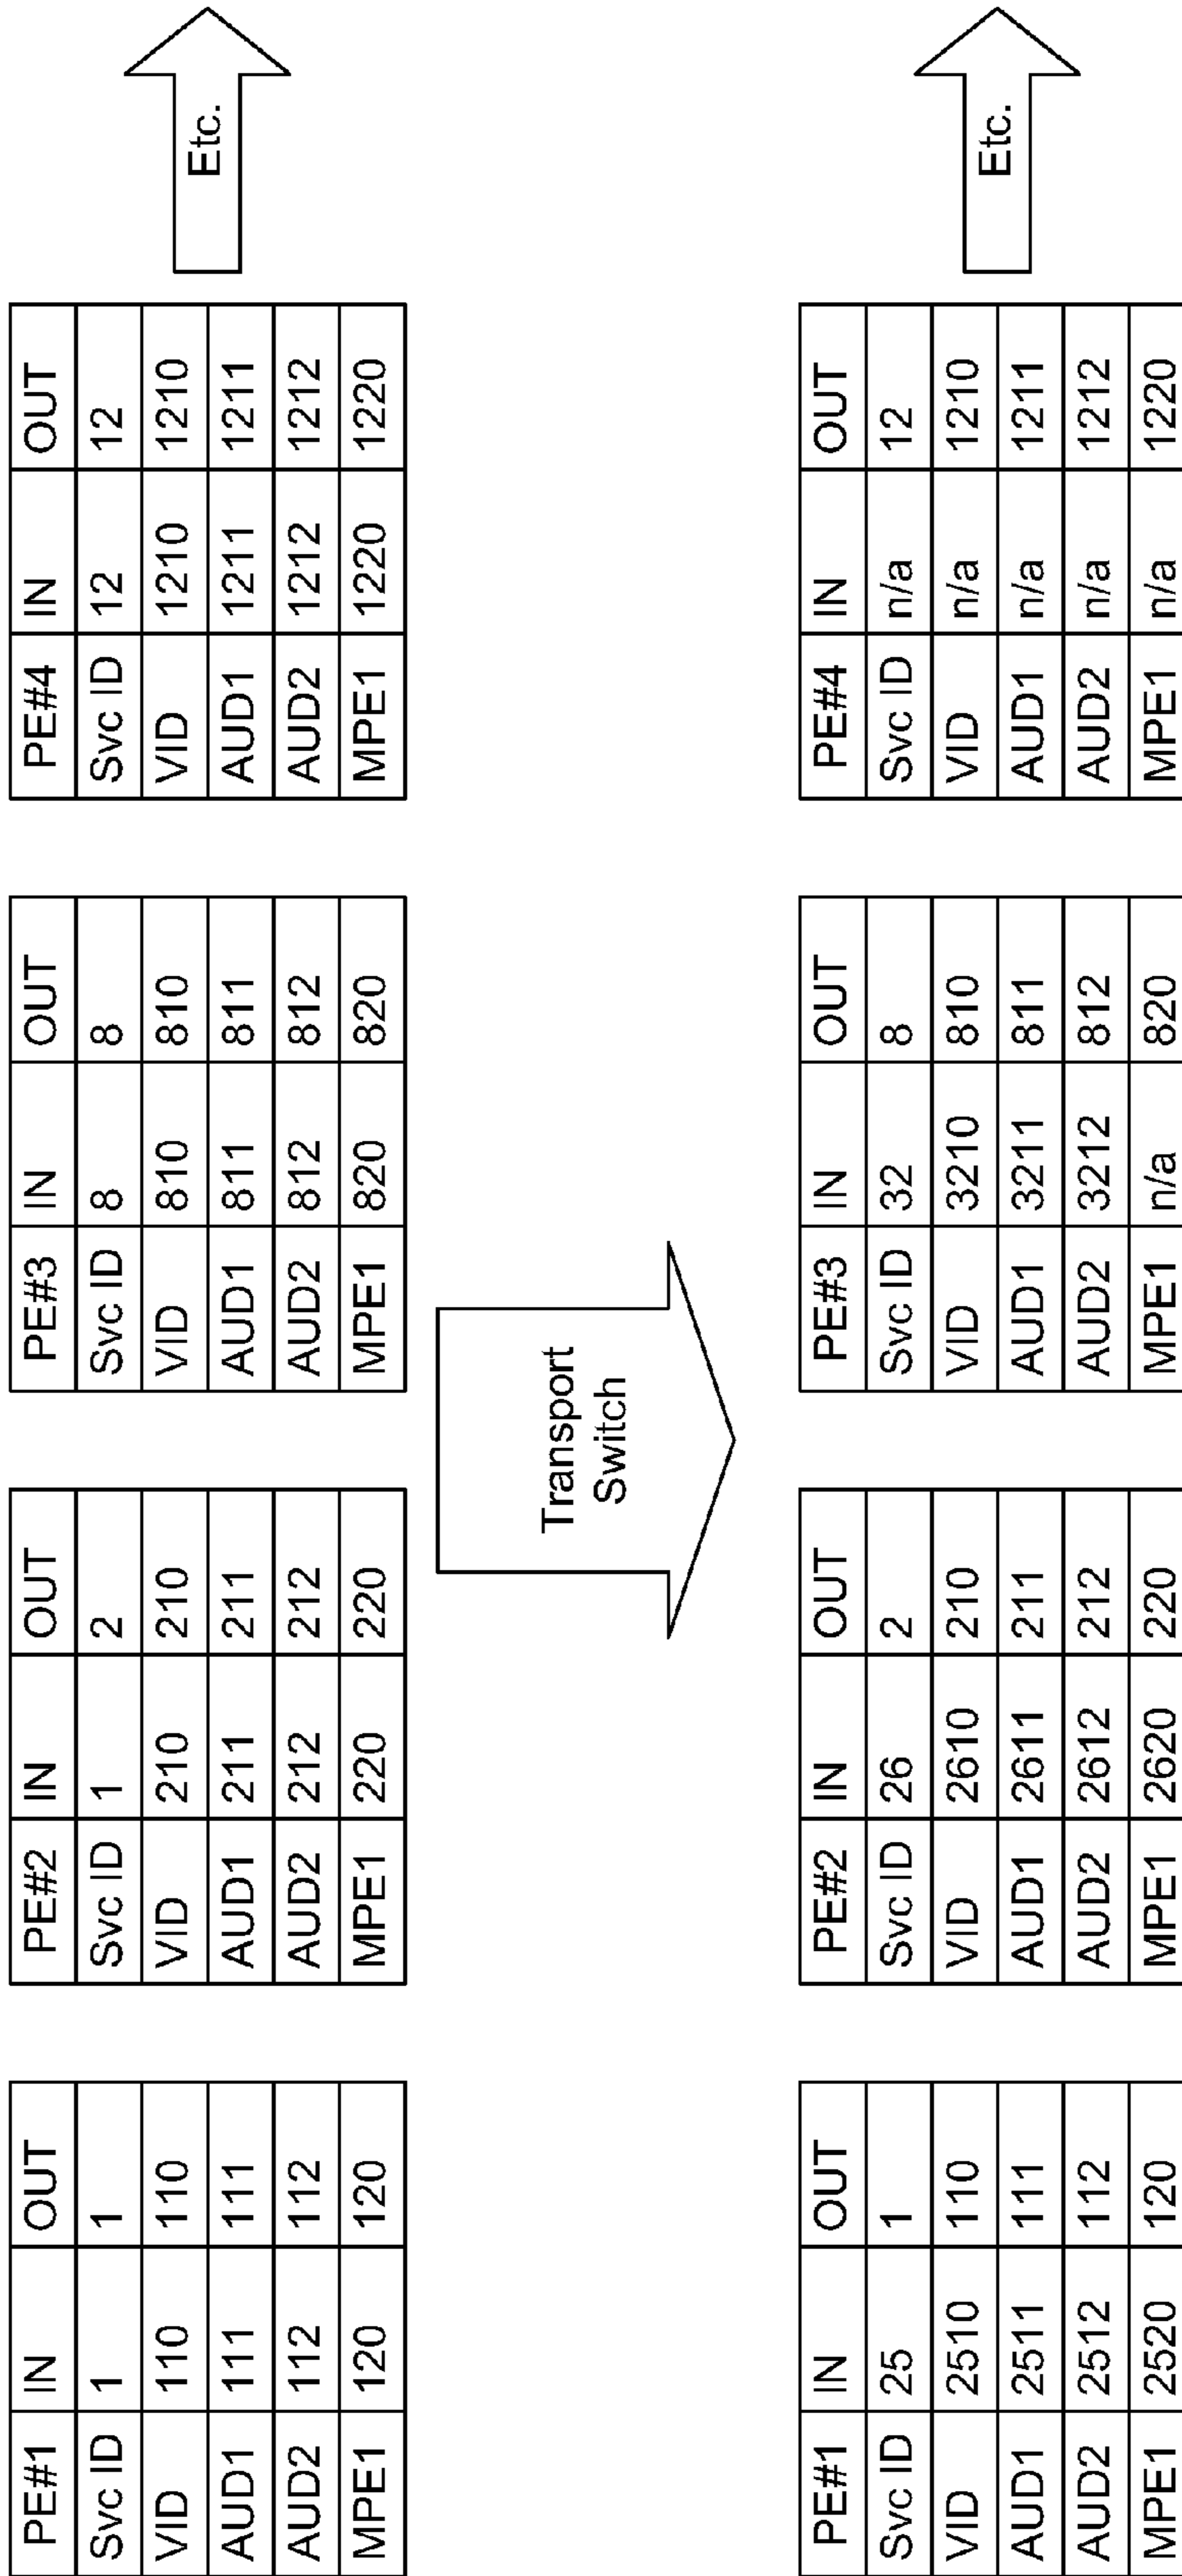 PE#1 IN OUT
Svc ID 1 1
VID 110 110
AUD1 111 111
AUD2 112 112
MPE1 120 120
PE#2 IN OUT
Svc ID 1 2
VID 210 210
AUD1 211 211
AUD2 212 212
MPE1 220 220
PE#3 IN OUT
Svc ID 8 8
VID 810 810
AUD1 811 811
AUD2 812 812
MPE1 820 820
PE#4 IN OUT
Svc ID 12 12
VID 1210 1210
AUD1 1211 1211
AUD2 1212 1212
MPE1 1220 1220
Etc.
Transport
Switch
PE#1 IN OUT
Svc ID 25 1
VID 2510 110
AUD1 2511 111
AUD2 2512 112
MPE1 2520 120
PE#2 IN OUT
Svc ID 26 2
VID 2610 210
AUD1 2611 211
AUD2 2612 212
MPE1 2620 220
PE#3 IN OUT
Svc ID 32 8
VID 3210 810
AUD1 3211 811
AUD2 3212 812
MPE1 n/a 820
PE#4 IN OUT
Svc ID n/a 12
VID n/a 1210
AUD1 n/a 1211
AUD2 n/a 1212
MPE1 n/a 1220
Etc.